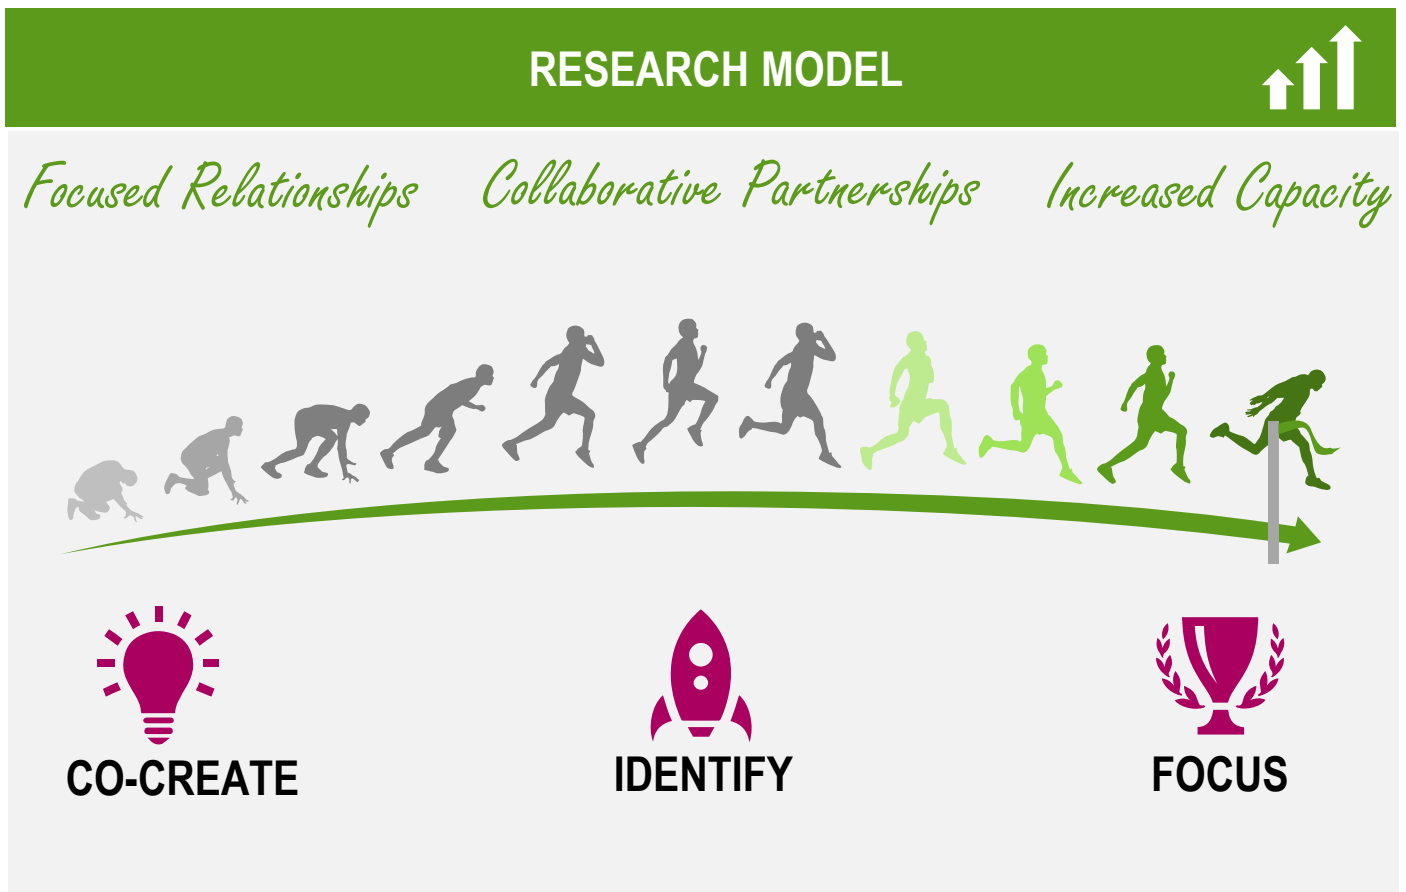 RESEARCH MODEL
Focused Relationships
Collaborative Partnerships
Increased Capacity
CO-CREATE
IDENTIFY
FOCUS